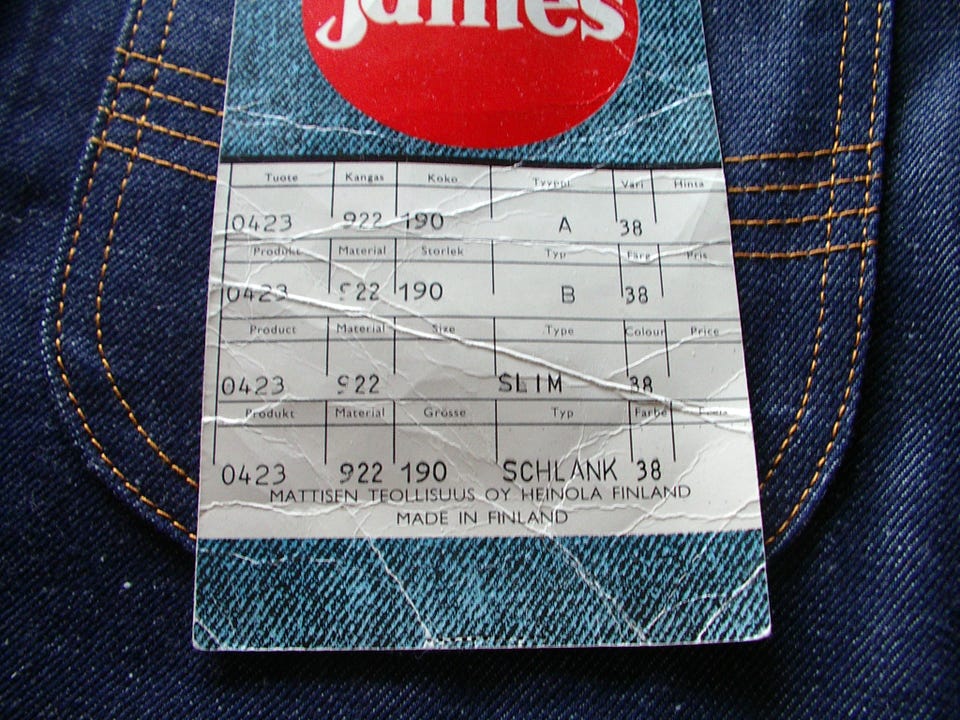 James
Tuote Kangas Koko Tyyppi Väri Hinta
0423 922 190 A 38
Produkt Material Storlek Typ Färg Pris
0423 922 190 B 38
Product Material Size Type Colour Price
0423 922 SLIM 38
Produkt Material Grösse Typ Farbe
0423 922 190 SCHLANK 38
MATTISEN TEOLLISUUS OY HEINOLA FINLAND
MADE IN FINLAND